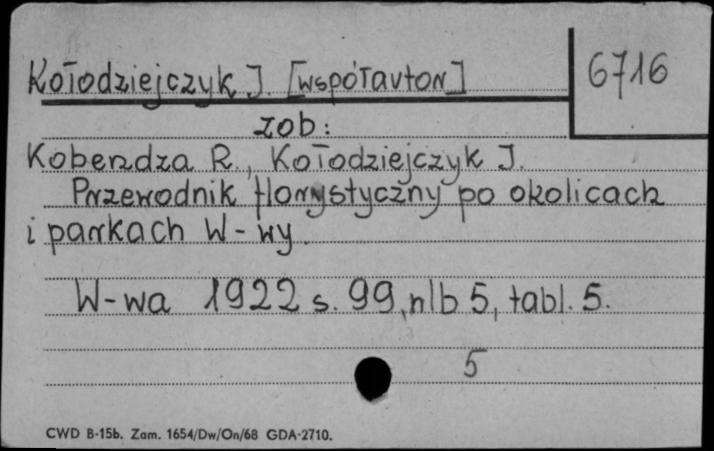 Kołodziejczyk J. [współautor]
6716
zob:
Kobendza R., Kołodziejczyk J.
Przewodnik florystyczny po okolicach
i parkach W-wy.
W-wa 1922 s. 99, nlb 5, tabl. 5.
5
CWD B-15b. Zam. 1654/Dw/On/68 GDA-2710.